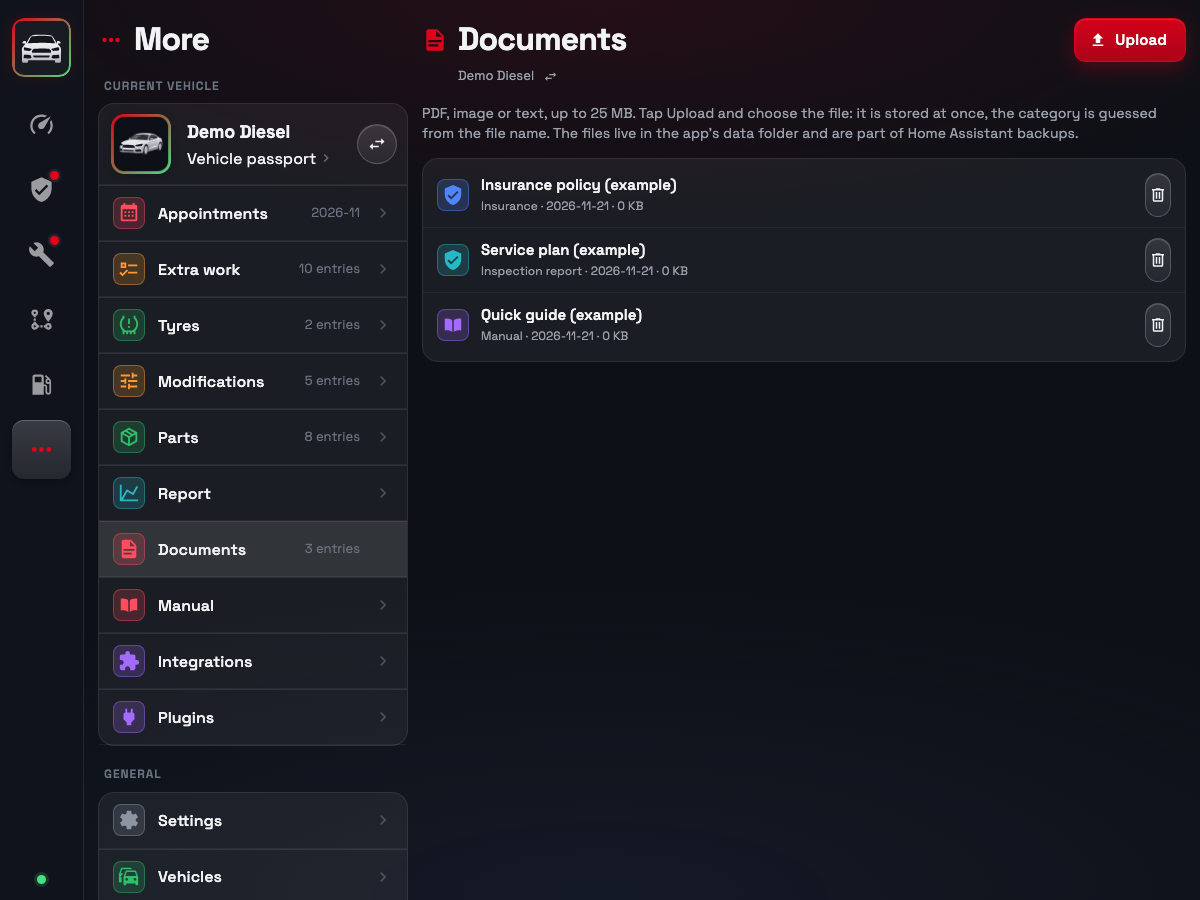 More
CURRENT VEHICLE
Demo Diesel
Vehicle passport
Appointments 2026-11
Extra work 10 entries
Tyres 2 entries
Modifications 5 entries
Parts 8 entries
Report
Documents 3 entries
Manual
Integrations
Plugins
GENERAL
Settings
Vehicles
Documents
Demo Diesel
Upload
PDF, image or text, up to 25 MB. Tap Upload and choose the file: it is stored at once, the category is guessed
from the file name. The files live in the app's data folder and are part of Home Assistant backups.
Insurance policy (example)
Insurance · 2026-11-21 · 0 KB
Service plan (example)
Inspection report · 2026-11-21 · 0 KB
Quick guide (example)
Manual · 2026-11-21 · 0 KB